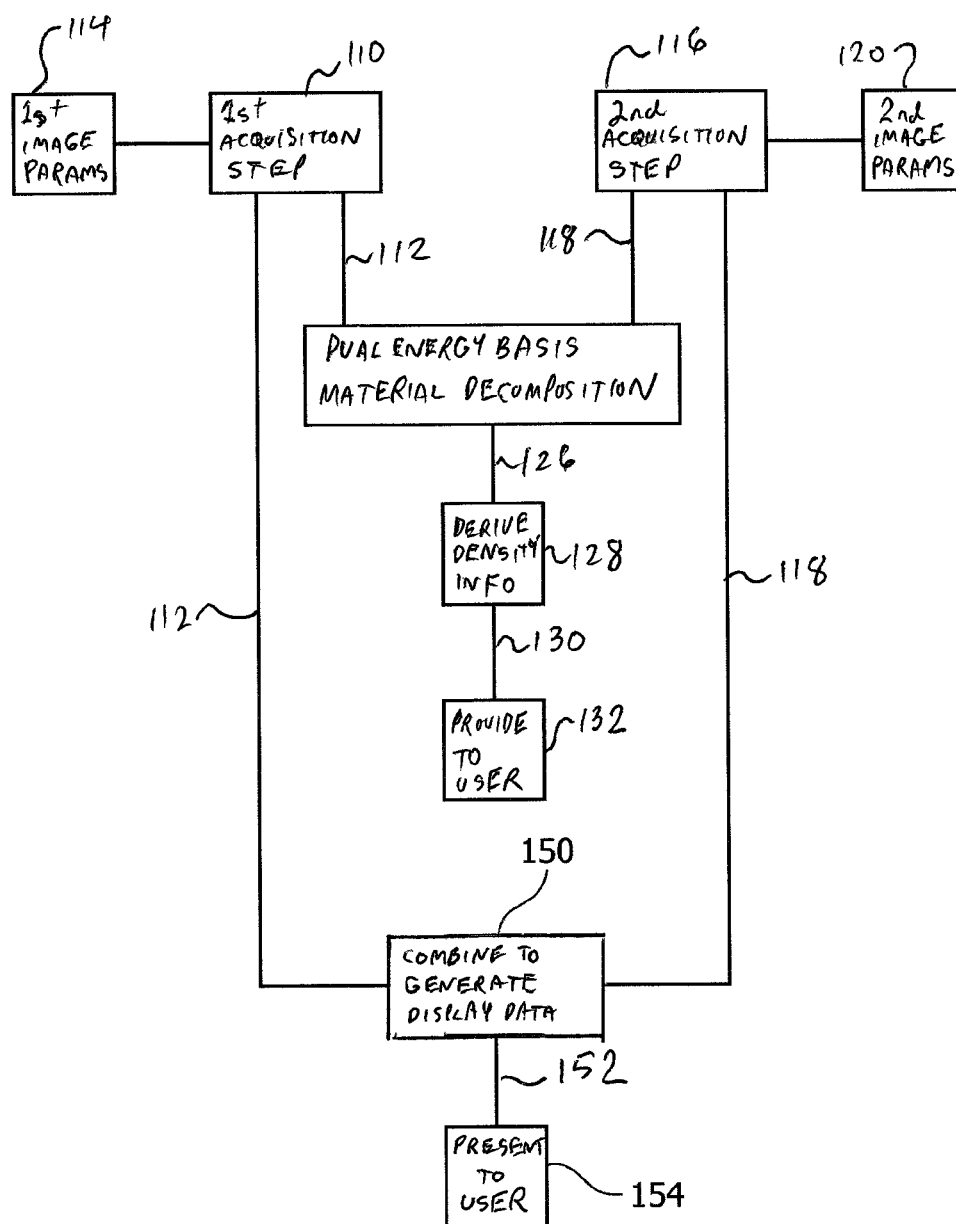 114
110
116
120
1st
IMAGE
PARAMS
1st
ACQUISITION
STEP
2nd
ACQUISITION
STEP
2nd
IMAGE
PARAMS
112
118
DUAL ENERGY BASIS
MATERIAL DECOMPOSITION
126
DERIVE
DENSITY
INFO
128
112
118
130
PROVIDE
TO
USER
132
150
COMBINE TO
GENERATE
DISPLAY DATA
152
PRESENT
TO
USER
154